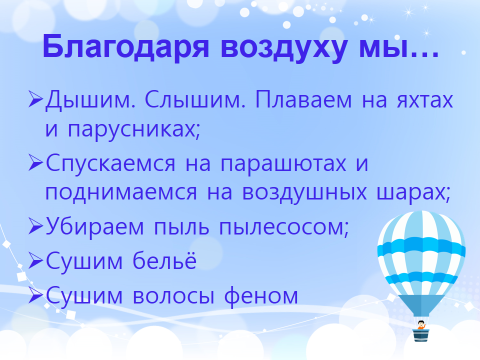 Благодаря воздуху мы…
➢Дышим. Слышим. Плаваем на яхтах
и парусниках;
➢Спускаемся на парашютах и
поднимаемся на воздушных шарах;
➢Убираем пыль пылесосом;
➢Сушим бельё
➢Сушим волосы феном